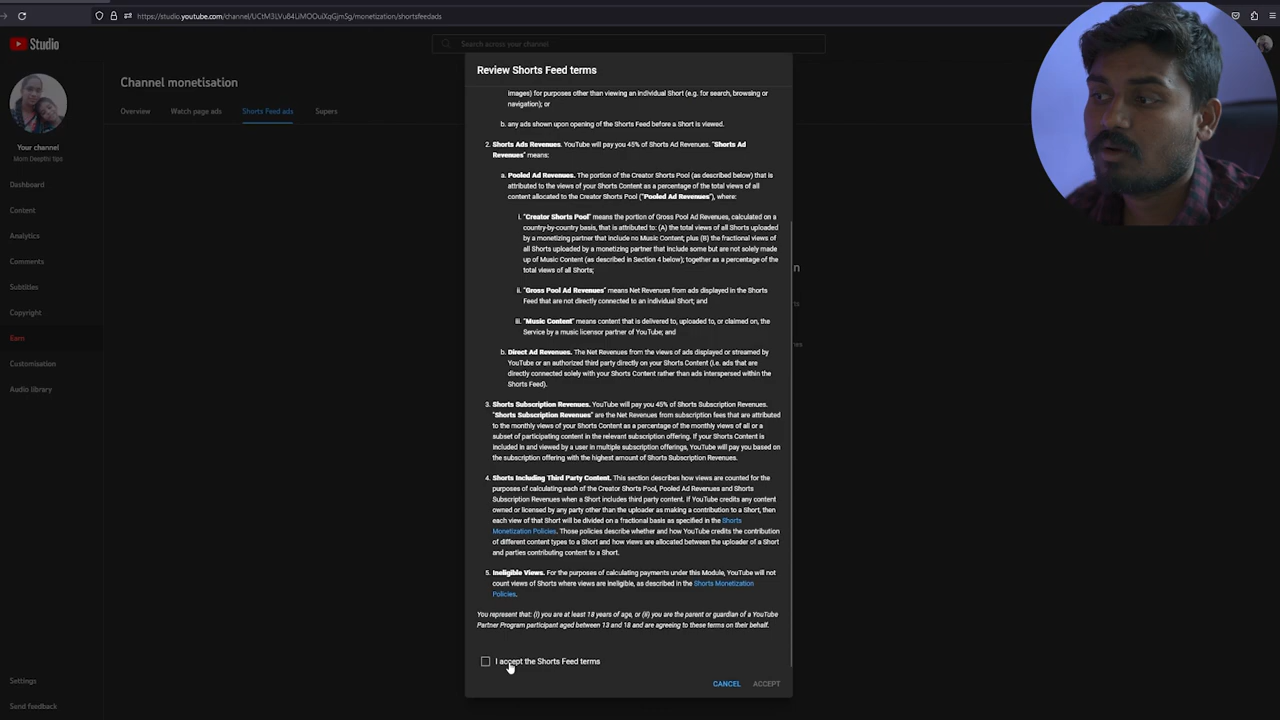 https://studio.youtube.com/channel/UCtM3LVu84UMOOuiXqGjmSg/monetization/shortsfeedads
Studio
Search across your channel
Review Shorts Feed terms
Channel monetisation
Overview
Watch page ads
Shorts Feed ads
Supers
Your channel
Mom Deepthi tips
Dashboard
Content
Analytics
Comments
Subtitles
Copyright
Earn
Customisation
Audio library
Settings
Send feedback
images) for purposes other than viewing an individual Short (e.g. for search, browsing or
navigation); or
b. any ads shown upon opening of the Shorts Feed before a Short is viewed.
2. Shorts Ads Revenues. YouTube will pay you 45% of Shorts Ad Revenues. "Shorts Ad
Revenues" means:
a. Pooled Ad Revenues. The portion of the Creator Shorts Pool (as described below) that is
attributed to the views of your Shorts Content as a percentage of the total views of all
content allocated to the Creator Shorts Pool ("Pooled Ad Revenues"), where:
i. "Creator Shorts Pool" means the portion of Gross Pool Ad Revenues, calculated on a
country-by-country basis, that is attributed to: (A) the total views of all Shorts uploaded
by a monetizing partner that include no Music Content; plus (B) the fractional views of
all Shorts uploaded by a monetizing partner that include some but are not solely made
up of Music Content (as described in Section 4 below); together as a percentage of the
total views of all Shorts;
ii. "Gross Pool Ad Revenues" means Net Revenues from ads displayed in the Shorts
Feed that are not directly connected to an individual Short; and
iii. "Music Content" means content that is delivered to, uploaded to, or claimed on, the
Service by a music licensor partner of YouTube; and
b. Direct Ad Revenues. The Net Revenues from the views of ads displayed or streamed by
YouTube or an authorized third party directly on your Shorts Content (i.e. ads that are
directly connected solely with your Shorts Content rather than ads interspersed within the
Shorts Feed).
3. Shorts Subscription Revenues. YouTube will pay you 45% of Shorts Subscription Revenues.
"Shorts Subscription Revenues" are the Net Revenues from subscription fees that are attributed
to the monthly views of your Shorts Content as a percentage of the monthly views of all or a
subset of participating content in the relevant subscription offering. If your Shorts Content is
included in and viewed by a user in multiple subscription offerings, YouTube will pay you based on
the subscription offering with the highest amount of Shorts Subscription Revenues.
4. Shorts Including Third Party Content. This section describes how views are counted for the
purposes of calculating each of the Creator Shorts Pool, Pooled Ad Revenues and Shorts
Subscription Revenues when a Short includes third party content. If YouTube credits any content
owned or licensed by any party other than the uploader as making a contribution to a Short, then
each view of that Short will be divided on a fractional basis as specified in the Shorts
Monetization Policies. Those policies describe whether and how YouTube credits the contribution
of different content types to a Short and how views are allocated between the uploader of a Short
and parties contributing content to a Short.
5. Ineligible Views. For the purposes of calculating payments under this Module, YouTube will not
count views of Shorts where views are ineligible, as described in the Shorts Monetization
Policies.
You represent that: (i) you are at least 18 years of age, or (ii) you are the parent or guardian of a YouTube
Partner Program participant aged between 13 and 18 and are agreeing to these terms on their behalf.
I accept the Shorts Feed terms
CANCEL
ACCEPT